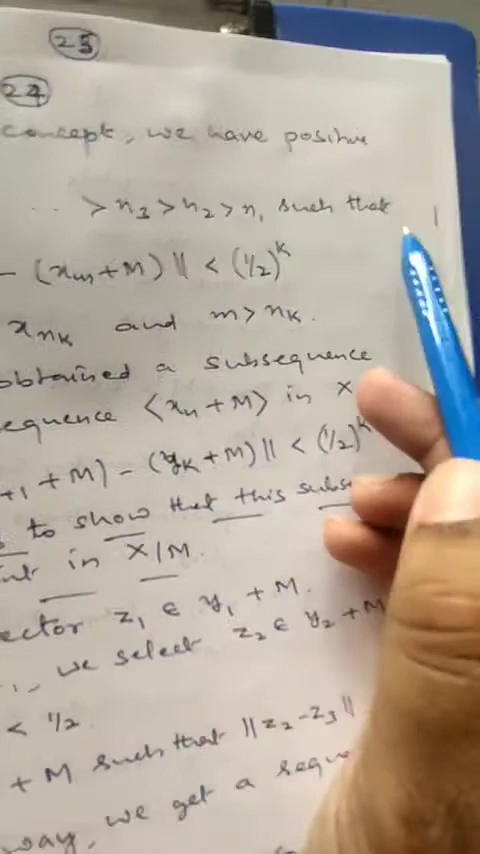 25
24
concept, we have positive
... > n₃ > n₂ > n₁ such that
- (xₘ + M) || < (1/2)ᵏ
xnₖ and m > nₖ.
obtained a subsequence
equence <xₙ + M> in X
+1 + M) - (yₖ + M) || < (1/2)ᵏ
to show that this subse
in X/M.
ector z₁ ∈ y₁ + M.
we select z₂ ∈ y₂ + M
< 1/2
+ M such that ||z₂ - z₃||
way, we get a seque